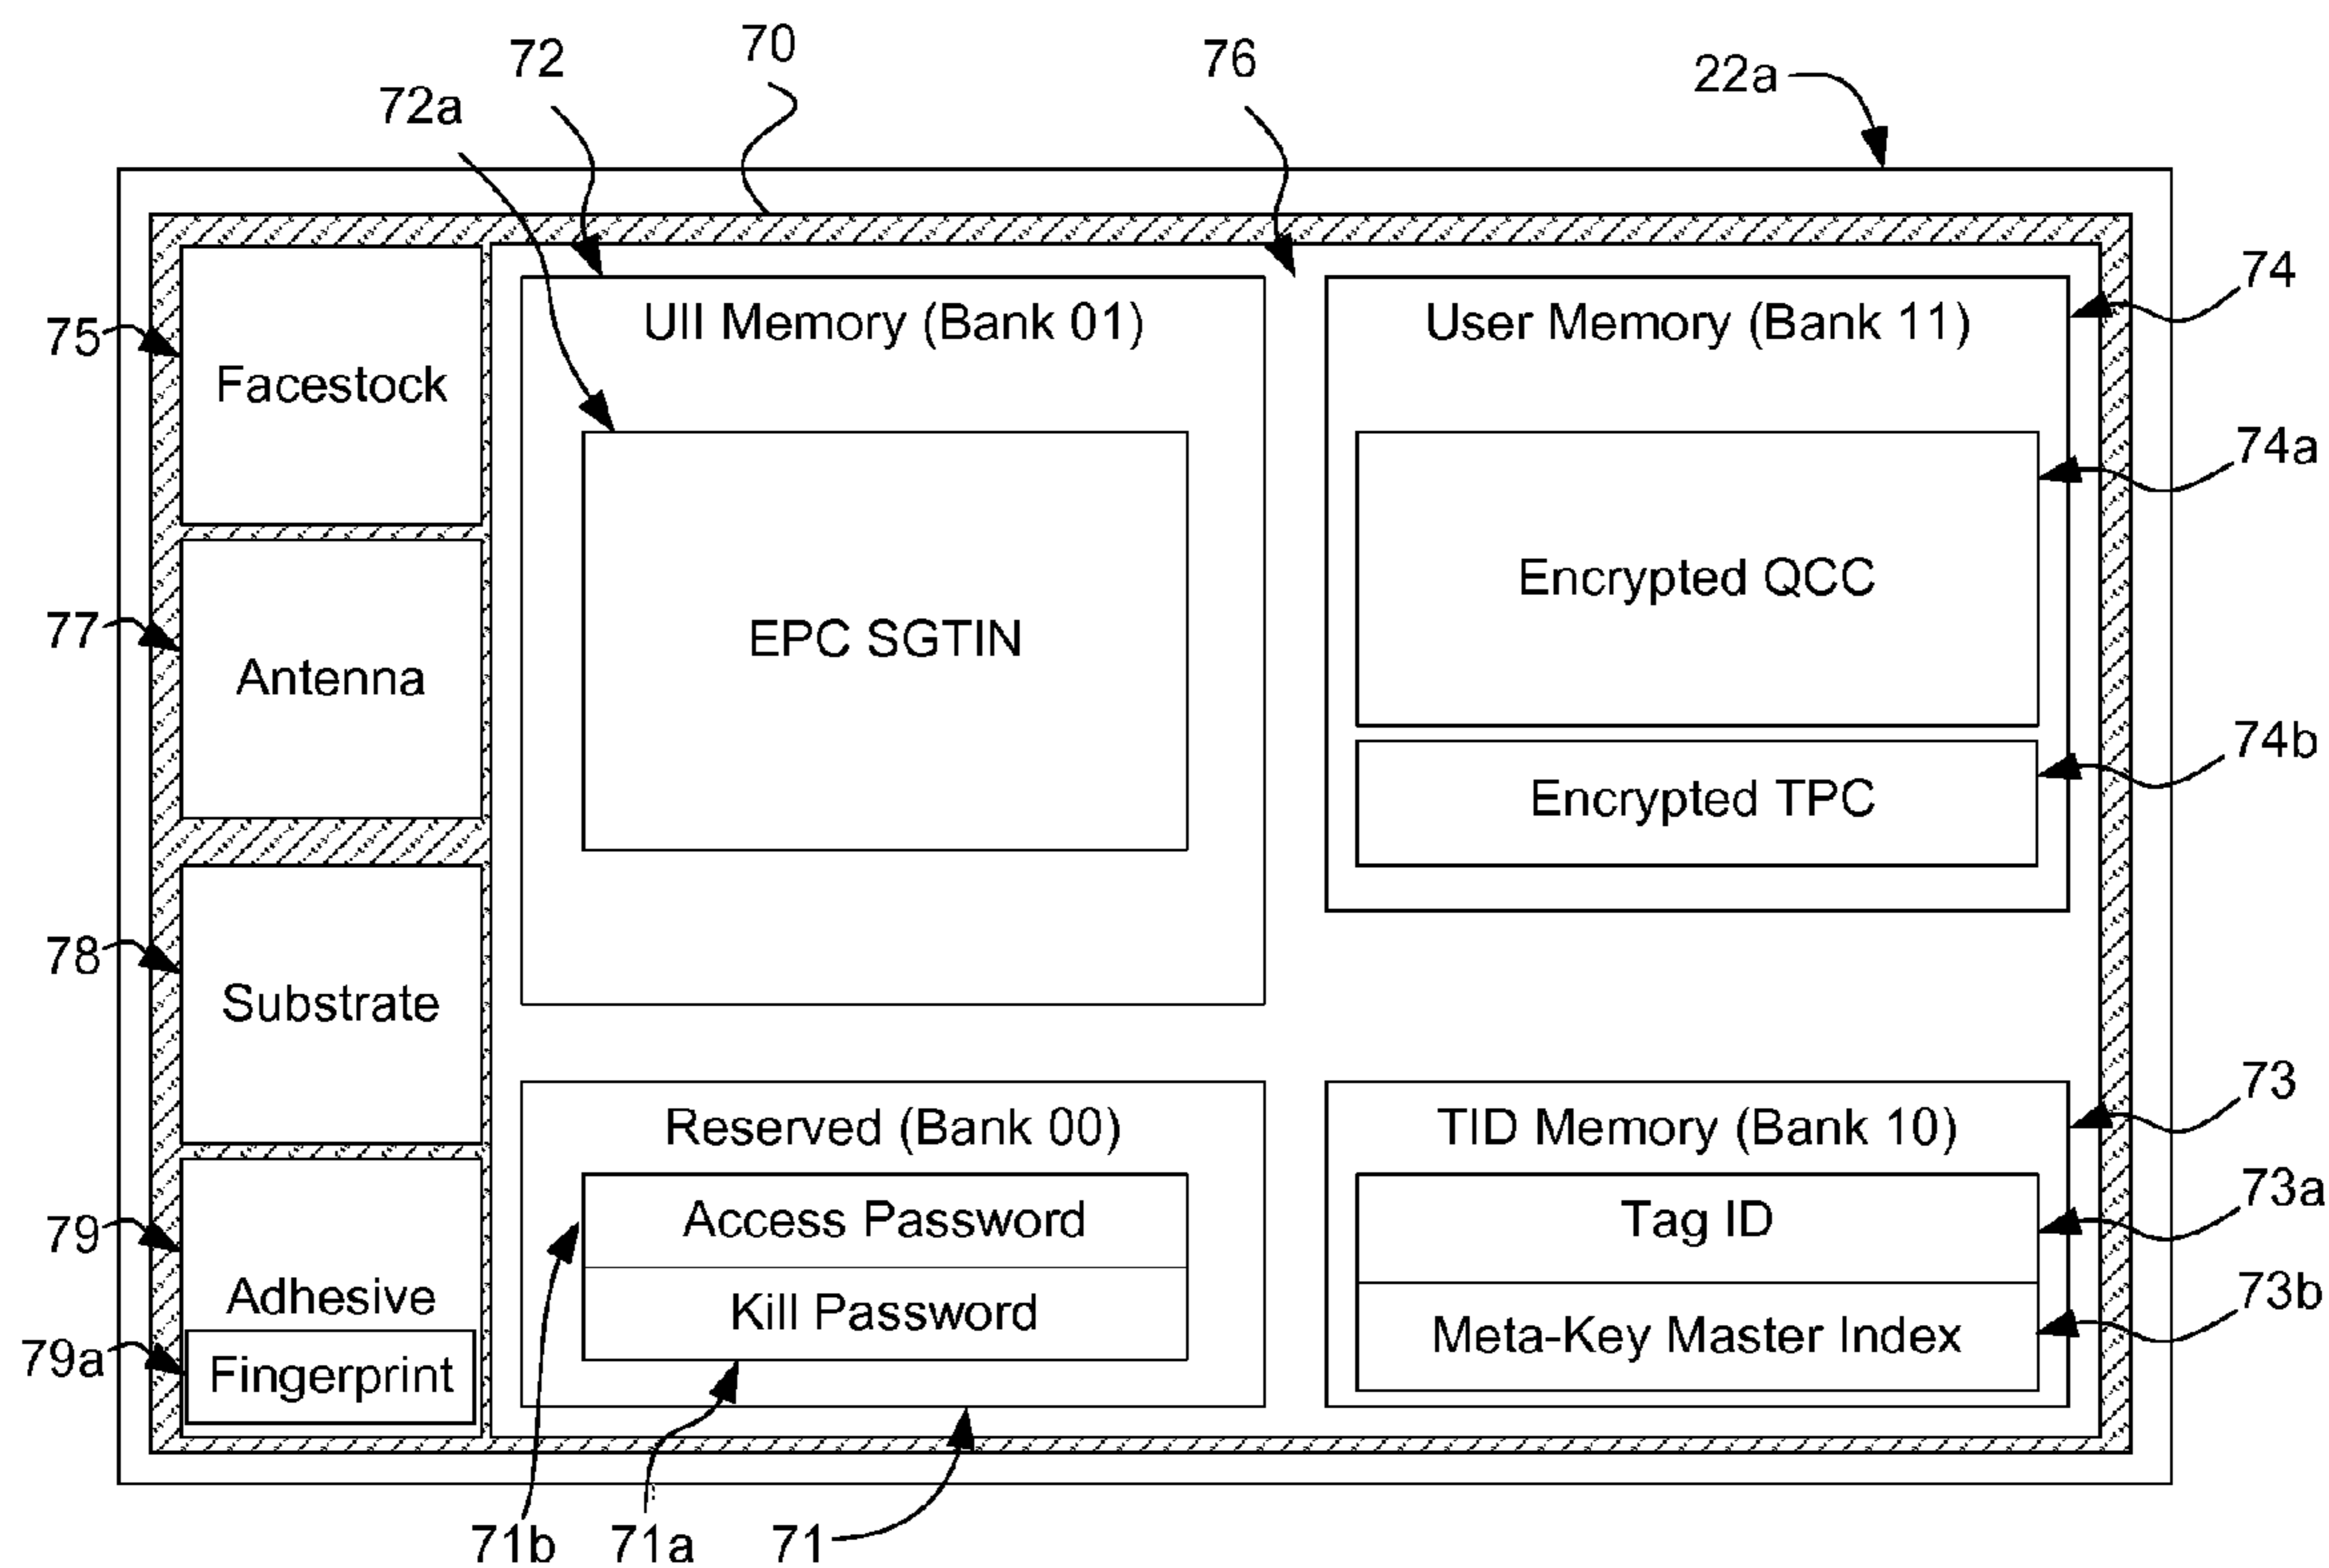 70
72
76
22a
72a
74
UII Memory (Bank 01)
User Memory (Bank 11)
75
Facestock
74a
Encrypted QCC
77
EPC SGTIN
Antenna
74b
Encrypted TPC
78
Substrate
73
Reserved (Bank 00)
TID Memory (Bank 10)
73a
79
Access Password
Tag ID
Adhesive
73b
Kill Password
Meta-Key Master Index
79a
Fingerprint
71b
71a
71